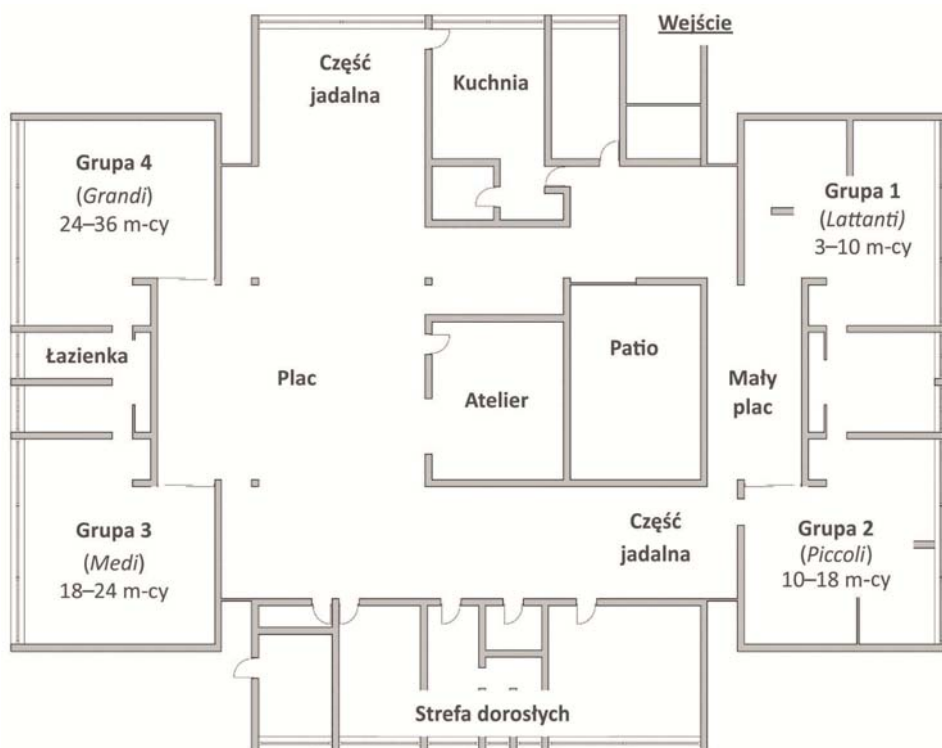 Wejście
Część
jadalna
Kuchnia
Grupa 4
(Grandi)
24–36 m-cy
Grupa 1
(Lattanti)
3–10 m-cy
Łazienka
Plac
Atelier
Patio
Mały
plac
Grupa 3
(Medi)
18–24 m-cy
Część
jadalna
Grupa 2
(Piccoli)
10–18 m-cy
Strefa dorosłych